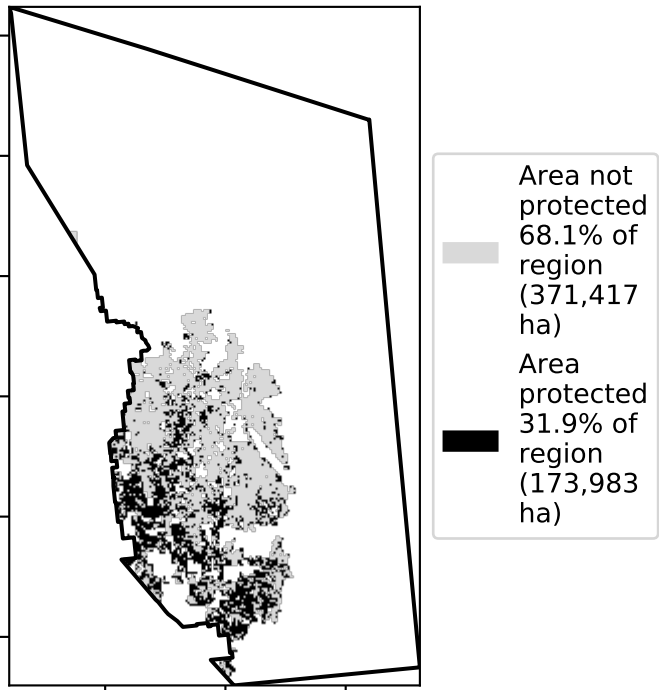 Area not
protected
68.1% of
region
(371,417
ha)
Area
protected
31.9% of
region
(173,983
ha)